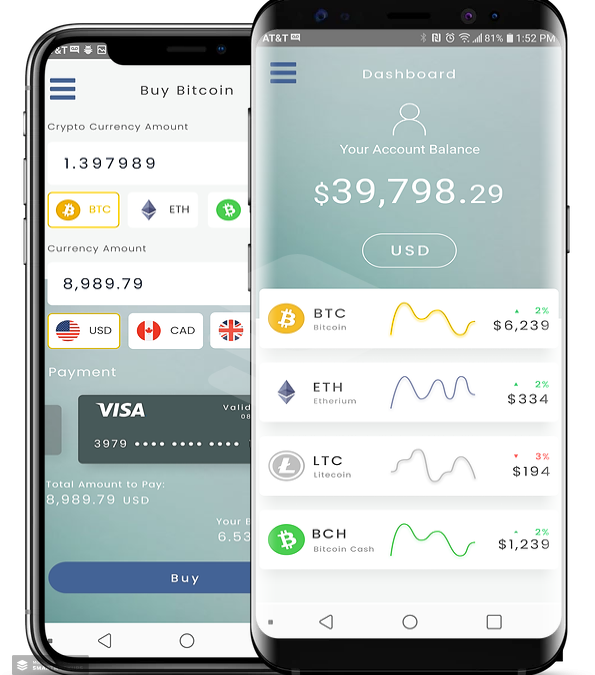 AT&T
Buy Bitcoin
Crypto Currency Amount
1.397989
BTC
ETH
Currency Amount
8,989.79
USD
CAD
Payment
VISA
Valid
08
3979 •••• •••• ••••
Total Amount to Pay:
8,989.79 USD
Your B
6.53
Buy
AT&T
81% 1:52 PM
Dashboard
Your Account Balance
$39,798.29
USD
BTC
Bitcoin
2%
$6,239
ETH
Etherium
2%
$334
LTC
Litecoin
3%
$194
BCH
Bitcoin Cash
2%
$1,239